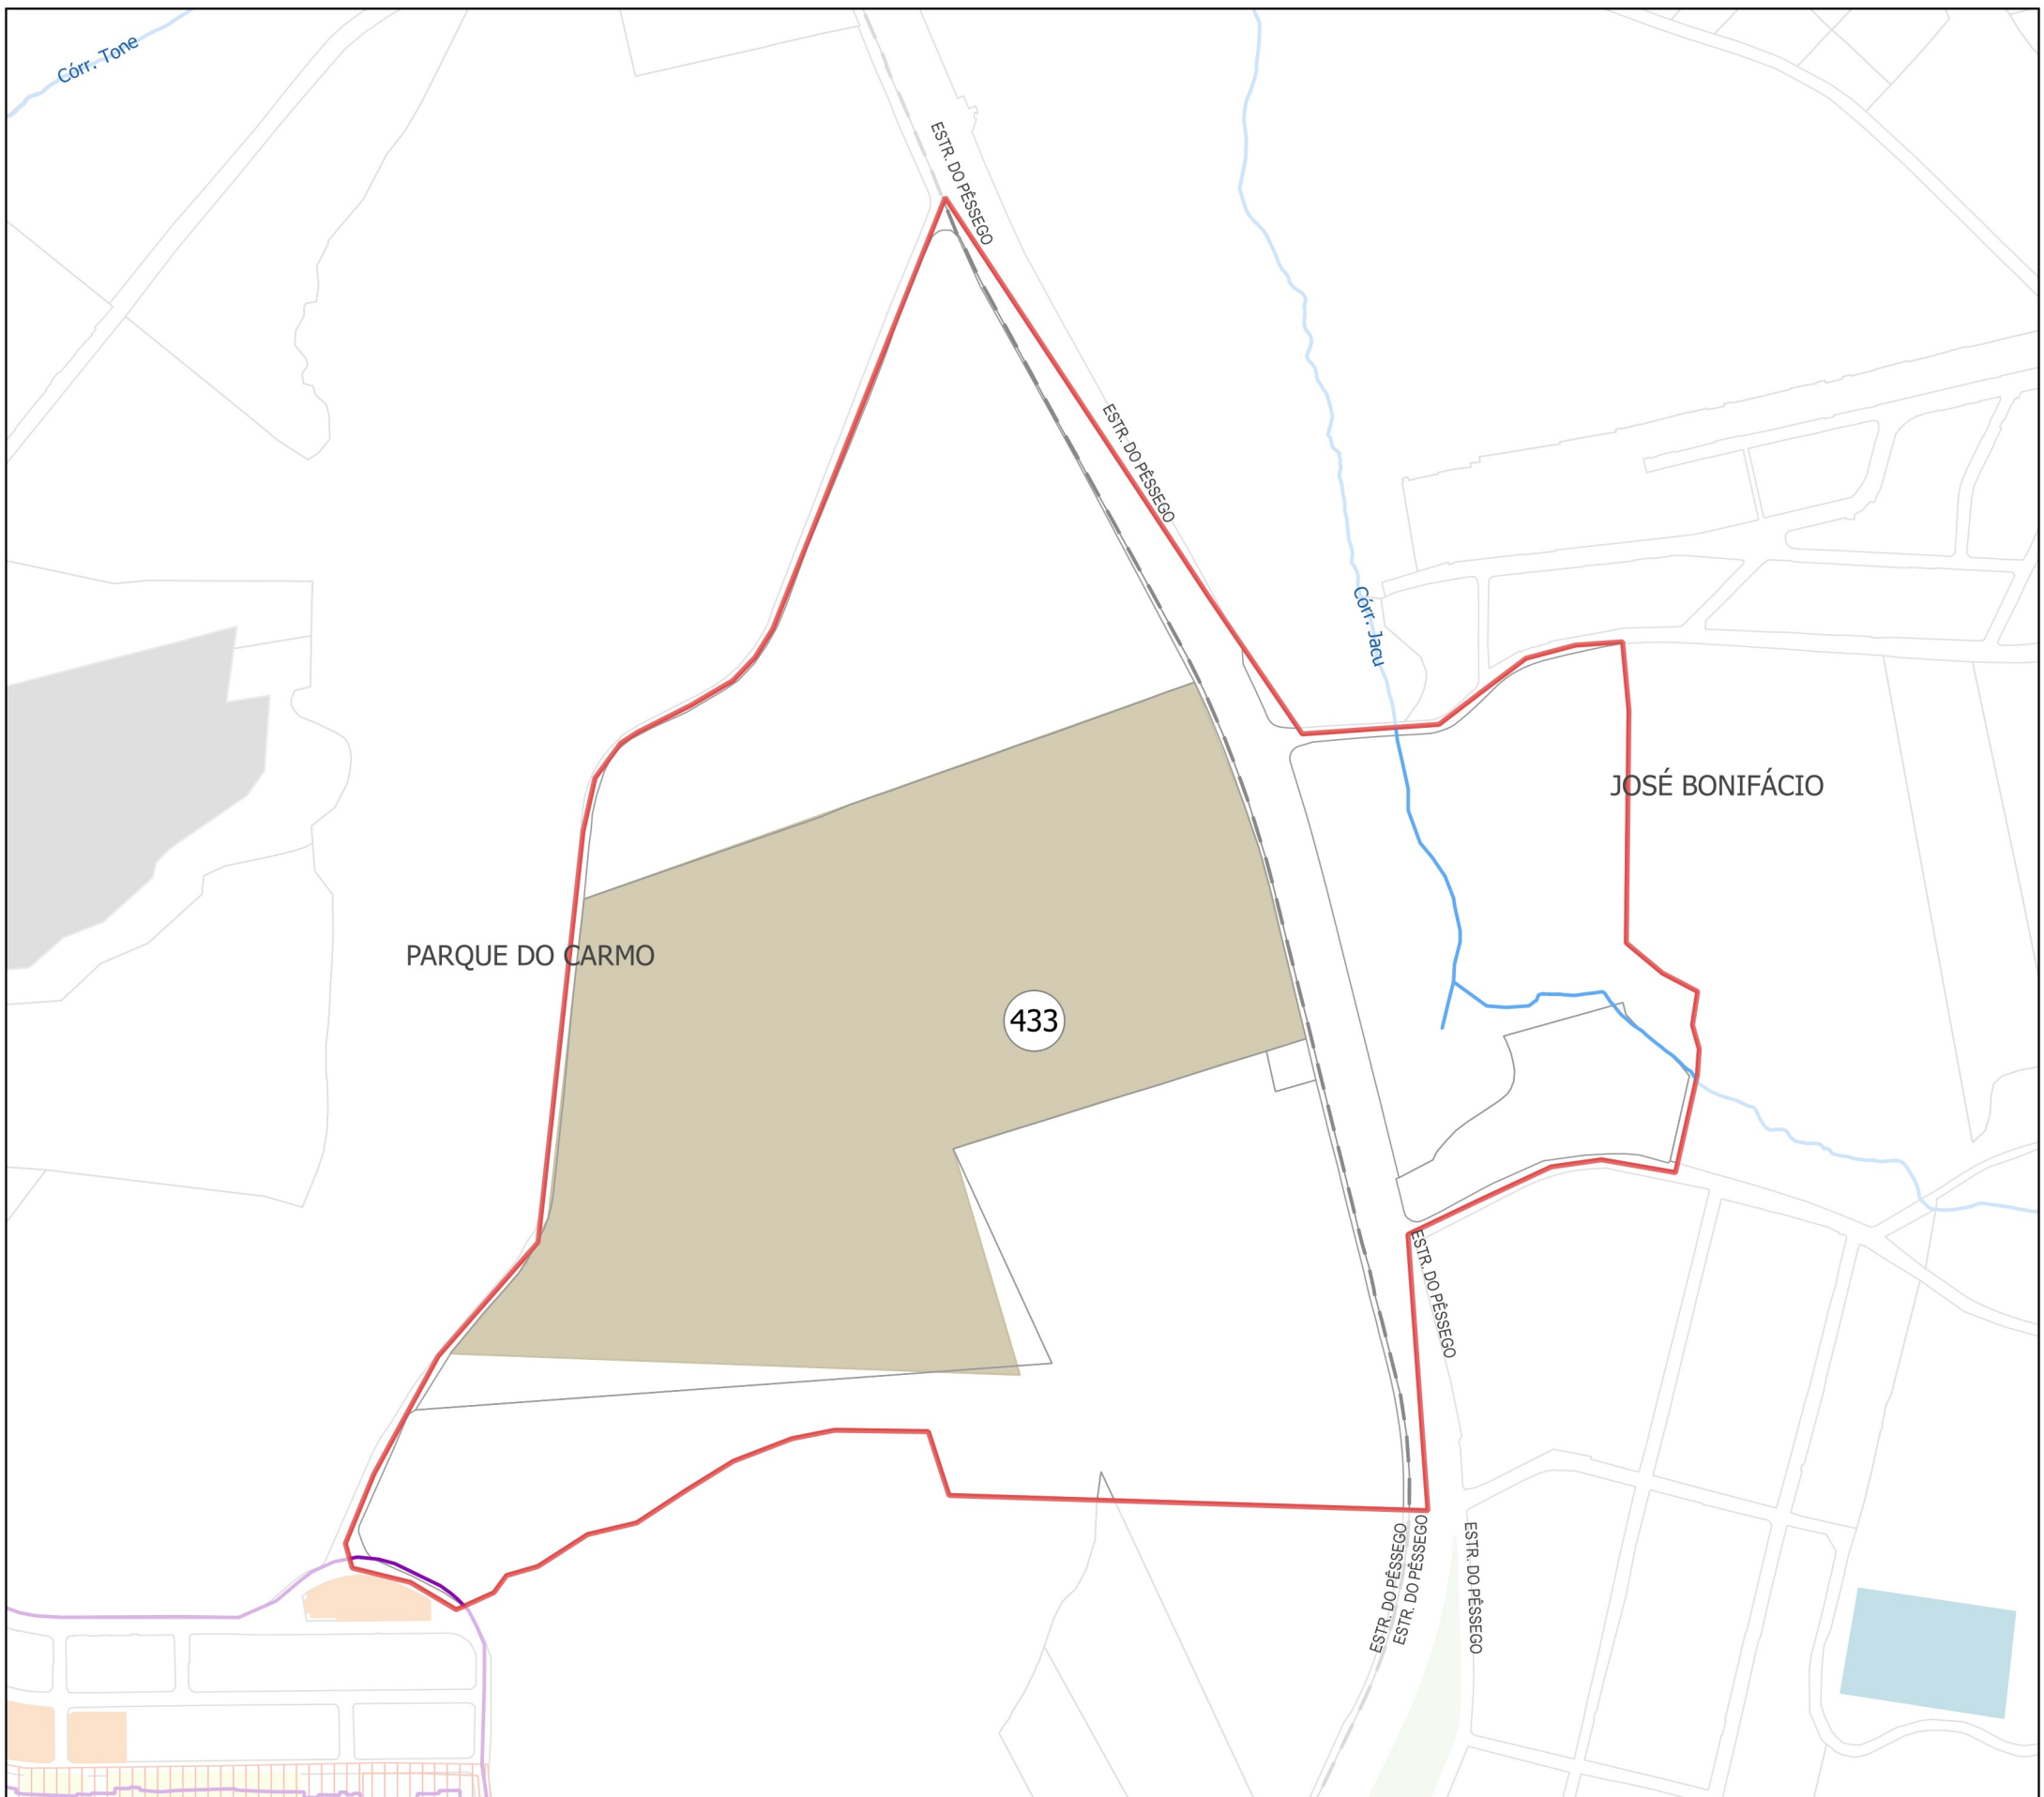 Córr. Tone
ESTR. DO PÊSSEGO
ESTR. DO PÊSSEGO
Córr. Jacu
JOSÉ BONIFÁCIO
PARQUE DO CARMO
433
ESTR. DO PÊSSEGO
ESTR. DO PÊSSEGO
ESTR. DO PÊSSEGO
ESTR. DO PÊSSEGO